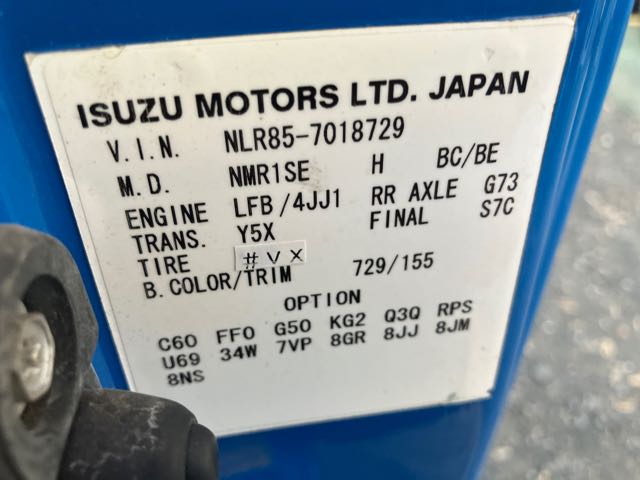 ISUZU MOTORS LTD. JAPAN
V.I.N. NLR85-7018729
M.D. NMR1SE H BC/BE
ENGINE LFB/4JJ1 RR AXLE G73
TRANS. Y5X FINAL S7C
TIRE #VX
B.COLOR/TRIM 729/155
OPTION
C60 FF0 G50 KG2 Q3Q RPS
U69 34W 7VP 8GR 8JJ 8JM
8NS